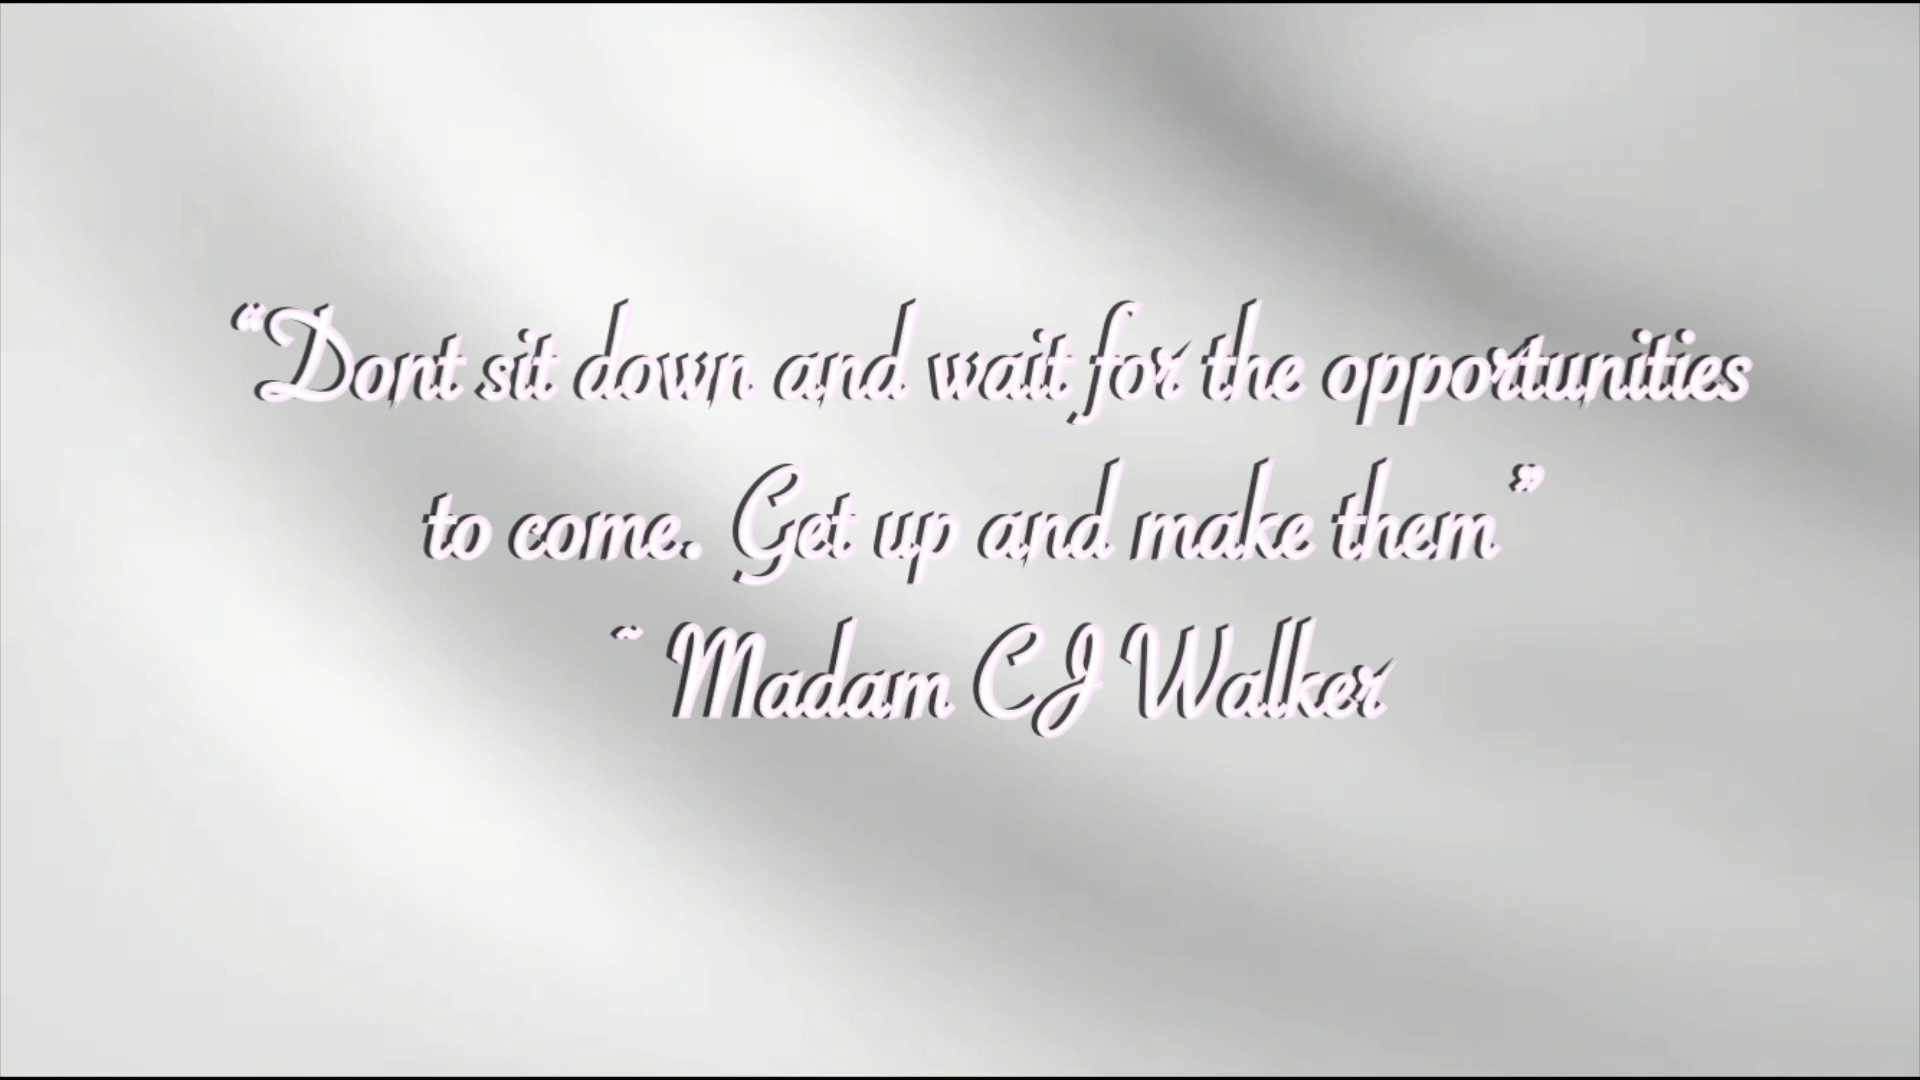 “Dont sit down and wait for the opportunities
to come. Get up and make them”
~ Madam CJ Walker